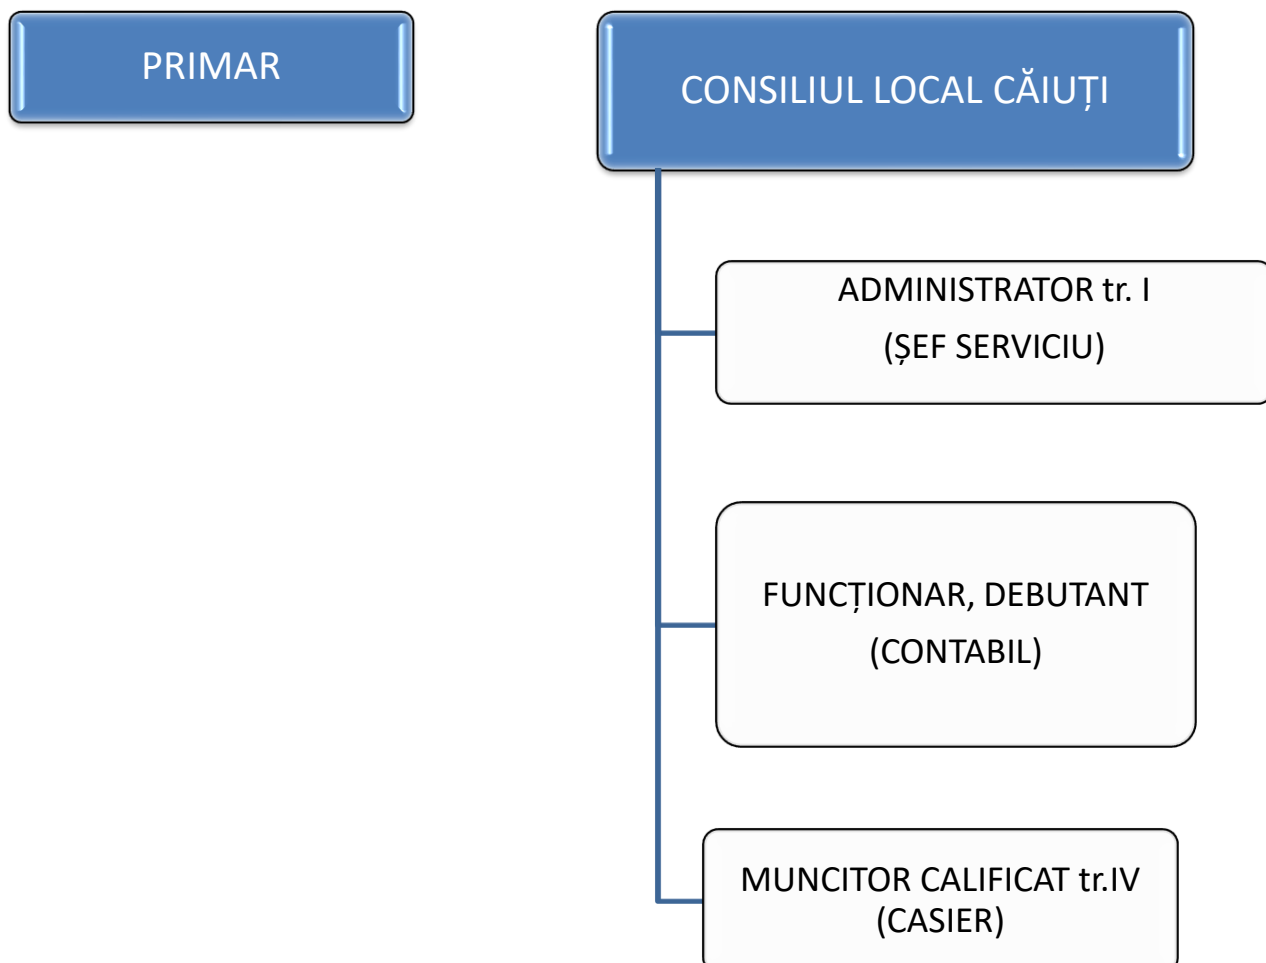 PRIMAR
CONSILIUL LOCAL CĂIUȚI
ADMINISTRATOR tr. I
(ȘEF SERVICIU)
FUNCȚIONAR, DEBUTANT
(CONTABIL)
MUNCITOR CALIFICAT tr.IV
(CASIER)